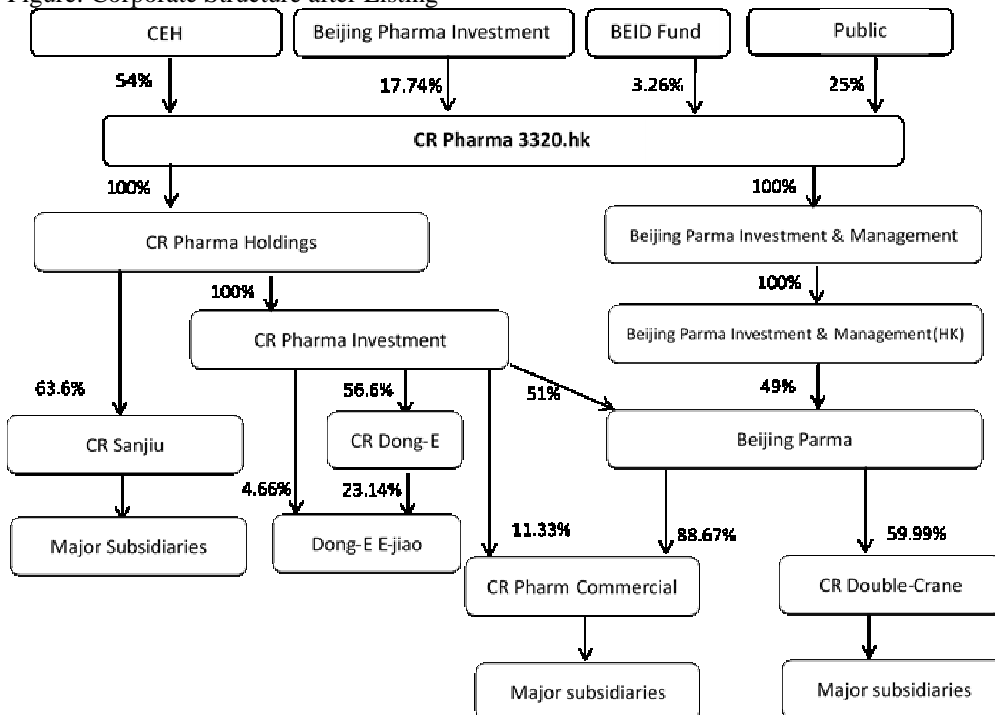 Figure: Corporate Structure after Listing
CEH
Beijing Pharma Investment
BEID Fund
Public
54%
17.74%
3.26%
25%
CR Pharma 3320.hk
100%
100%
CR Pharma Holdings
Beijing Parma Investment & Management
100%
100%
CR Pharma Investment
Beijing Parma Investment & Management(HK)
63.6%
56.6%
51%
49%
CR Sanjiu
CR Dong-E
Beijing Parma
4.66%
23.14%
11.33%
88.67%
59.99%
Major Subsidiaries
Dong-E E-jiao
CR Pharm Commercial
CR Double-Crane
Major subsidiaries
Major subsidiaries